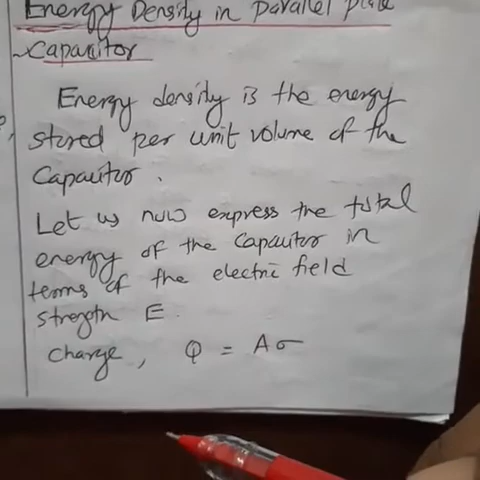 Energy Density in parallel plate
Capacitor
Energy density is the energy
stored per unit volume of the
Capacitor.
Let us now express the total
energy of the capacitor in
terms of the electric field
strength E.
charge, Q = Aσ